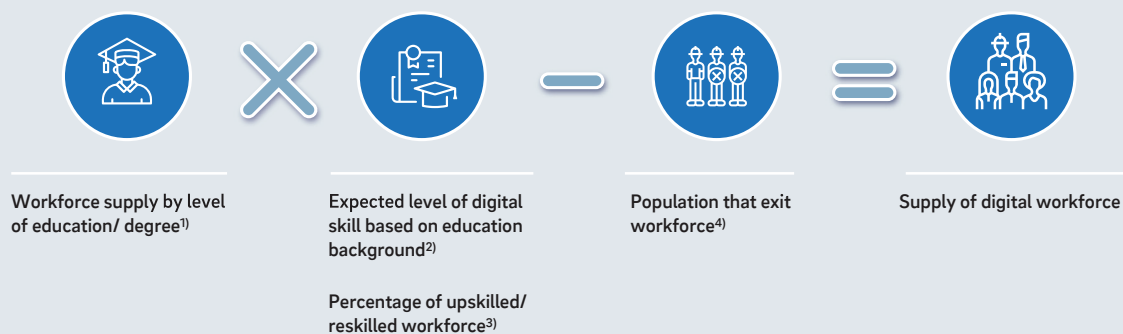 Workforce supply by level
of education/ degree1)
Expected level of digital
skill based on education
background2)
Percentage of upskilled/
reskilled workforce3)
Population that exit
workforce4)
Supply of digital workforce